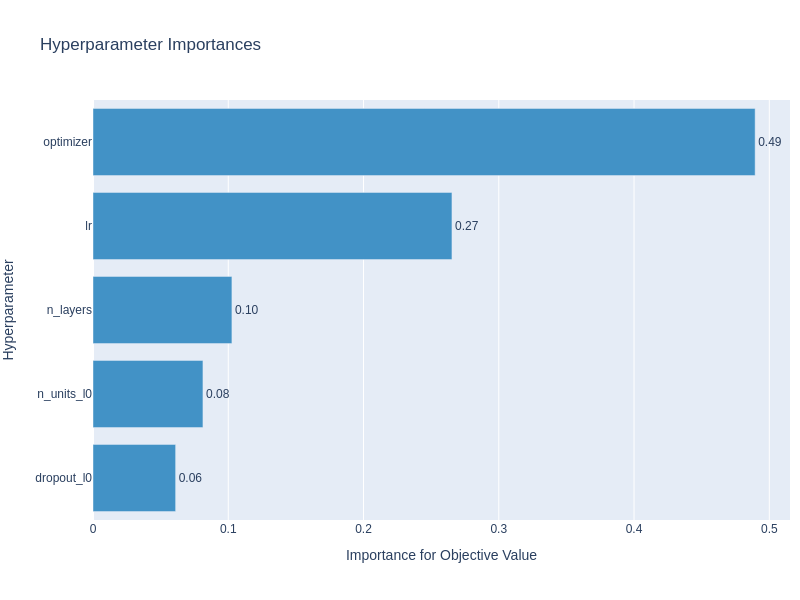 Hyperparameter Importances
optimizer
0.49
lr
0.27
n_layers
0.10
n_units_l0
0.08
dropout_l0
0.06
0
0.1
0.2
0.3
0.4
0.5
Importance for Objective Value
Hyperparameter